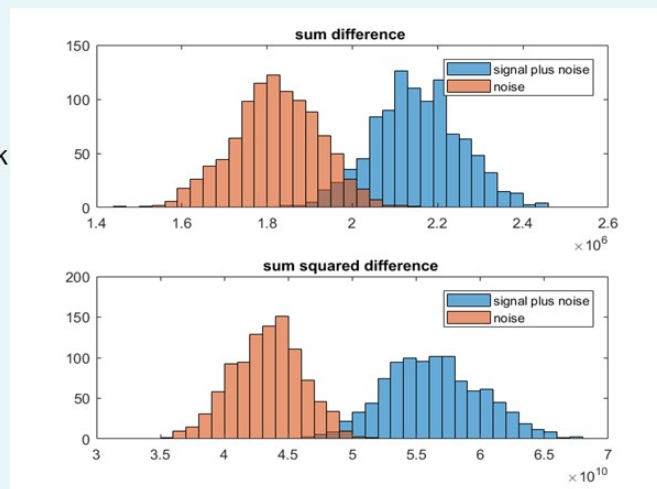 k
sum difference
150
100
50
0
signal plus noise
noise
1.4 1.6 1.8 2 2.2 2.4 2.6
×10^6
sum squared difference
200
150
100
50
0
signal plus noise
noise
3 3.5 4 4.5 5 5.5 6 6.5 7
×10^10